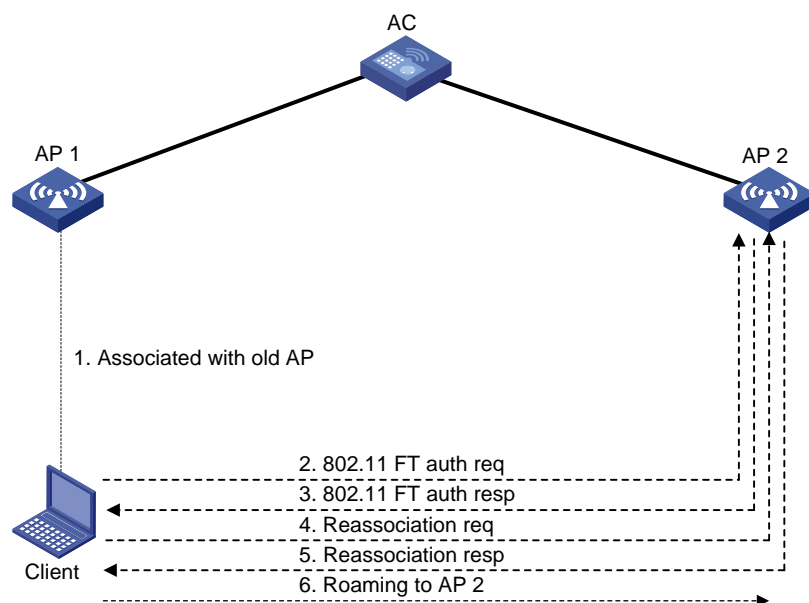 AC
AP 1
AP 2
1. Associated with old AP
2. 802.11 FT auth req
3. 802.11 FT auth resp
4. Reassociation req
5. Reassociation resp
Client
6. Roaming to AP 2